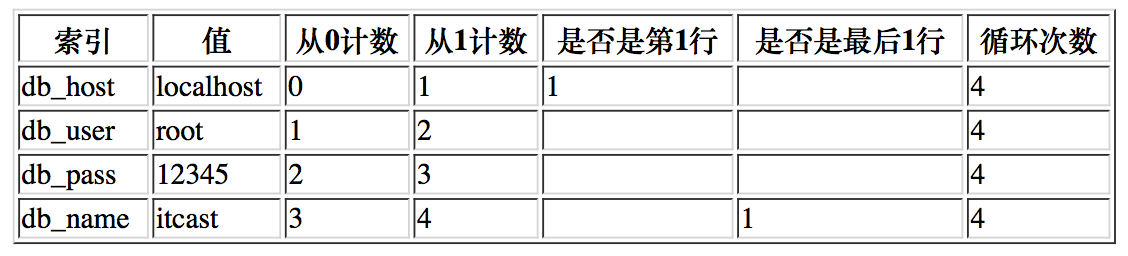 索引 值 从0计数 从1计数 是否是第1行 是否是最后1行 循环次数
db_host localhost 0 1 1 4
db_user root 1 2 4
db_pass 12345 2 3 4
db_name itcast 3 4 1 4